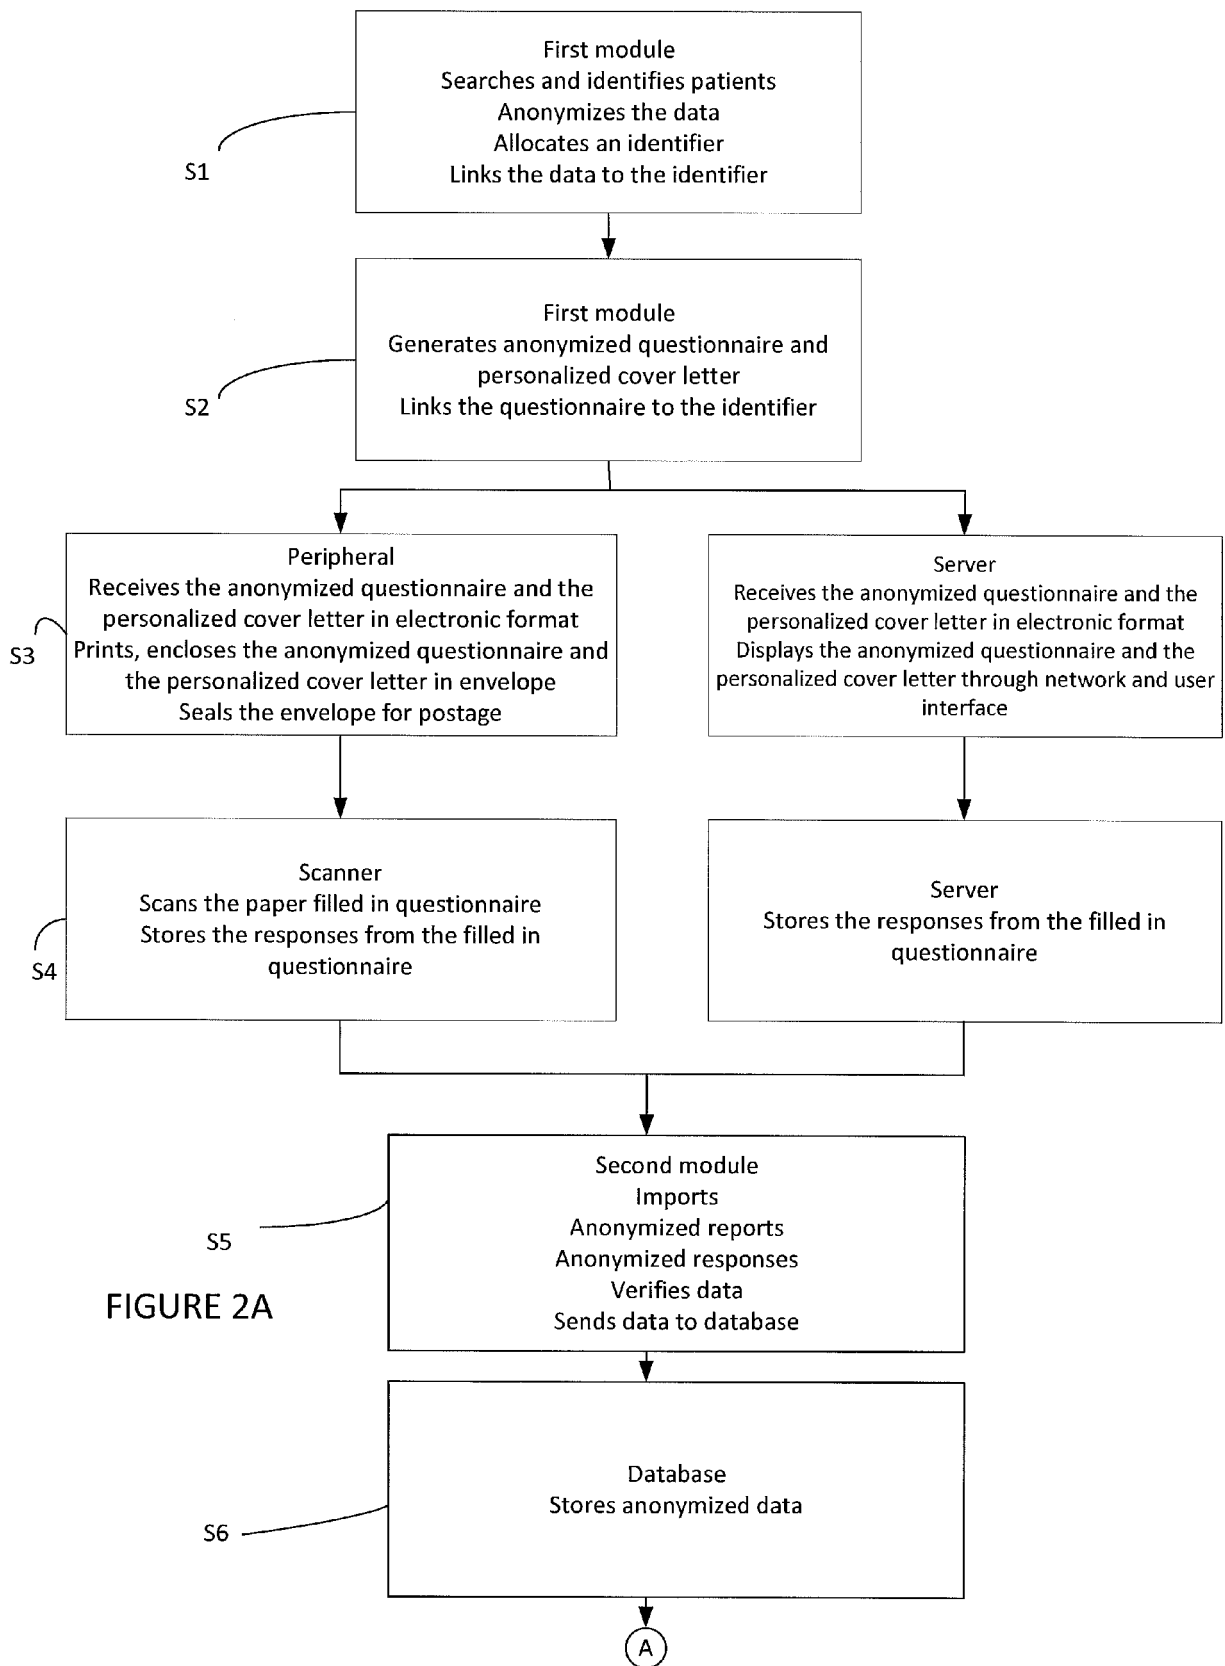 First module
Searches and identifies patients
Anonymizes the data
Allocates an identifier
Links the data to the identifier
S1
First module
Generates anonymized questionnaire and
personalized cover letter
Links the questionnaire to the identifier
S2
Peripheral
Receives the anonymized questionnaire and the
personalized cover letter in electronic format
Prints, encloses the anonymized questionnaire and
the personalized cover letter in envelope
Seals the envelope for postage
S3
Server
Receives the anonymized questionnaire and the
personalized cover letter in electronic format
Displays the anonymized questionnaire and the
personalized cover letter through network and user
interface
Scanner
Scans the paper filled in questionnaire
Stores the responses from the filled in
questionnaire
S4
Server
Stores the responses from the filled in
questionnaire
Second module
Imports
Anonymized reports
Anonymized responses
Verifies data
Sends data to database
S5
FIGURE 2A
Database
Stores anonymized data
S6
A